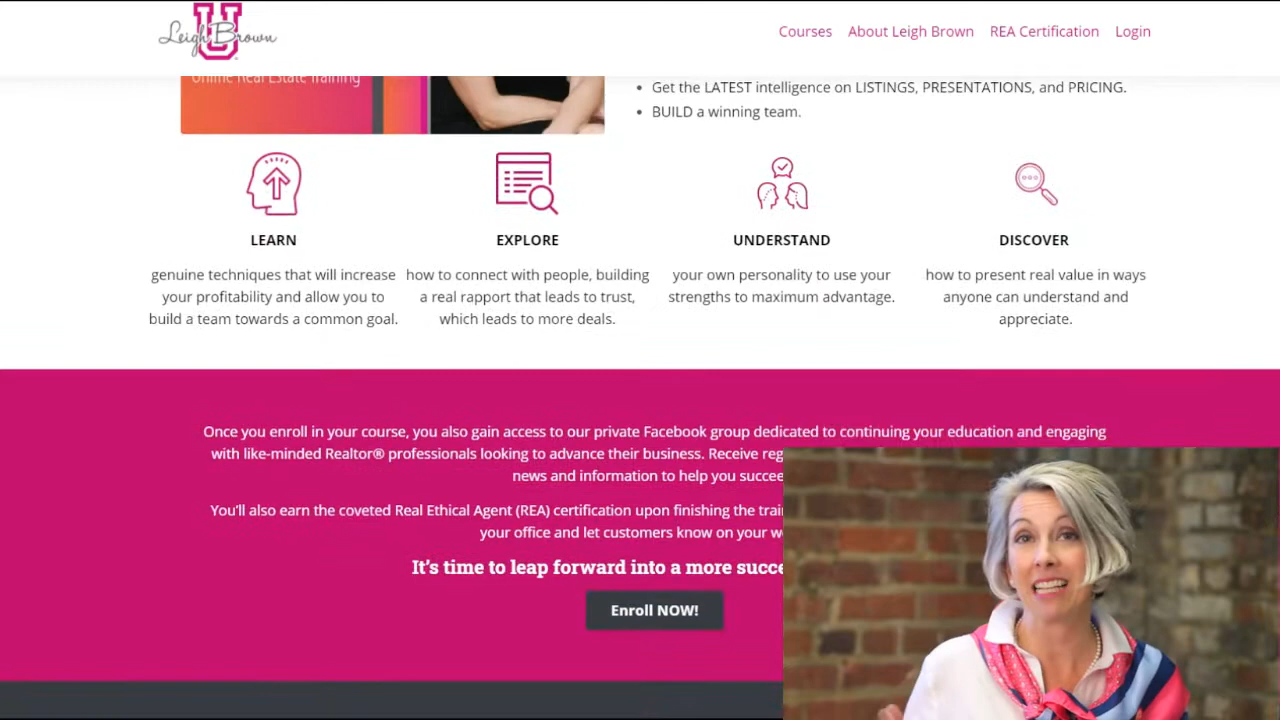 Leigh Brown
U
Courses About Leigh Brown REA Certification Login
Online Real Estate Training
Get the LATEST intelligence on LISTINGS, PRESENTATIONS, and PRICING.
BUILD a winning team.
LEARN
genuine techniques that will increase
your profitability and allow you to
build a team towards a common goal.
EXPLORE
how to connect with people, building
a real rapport that leads to trust,
which leads to more deals.
UNDERSTAND
your own personality to use your
strengths to maximum advantage.
DISCOVER
how to present real value in ways
anyone can understand and
appreciate.
Once you enroll in your course, you also gain access to our private Facebook group dedicated to continuing your education and engaging
with like-minded Realtor® professionals looking to advance their business. Receive
news and information to help you
You'll also earn the coveted Real Ethical Agent (REA) certification upon finishing the
your office and let customers know on your
It's time to leap forward into a more
Enroll NOW!